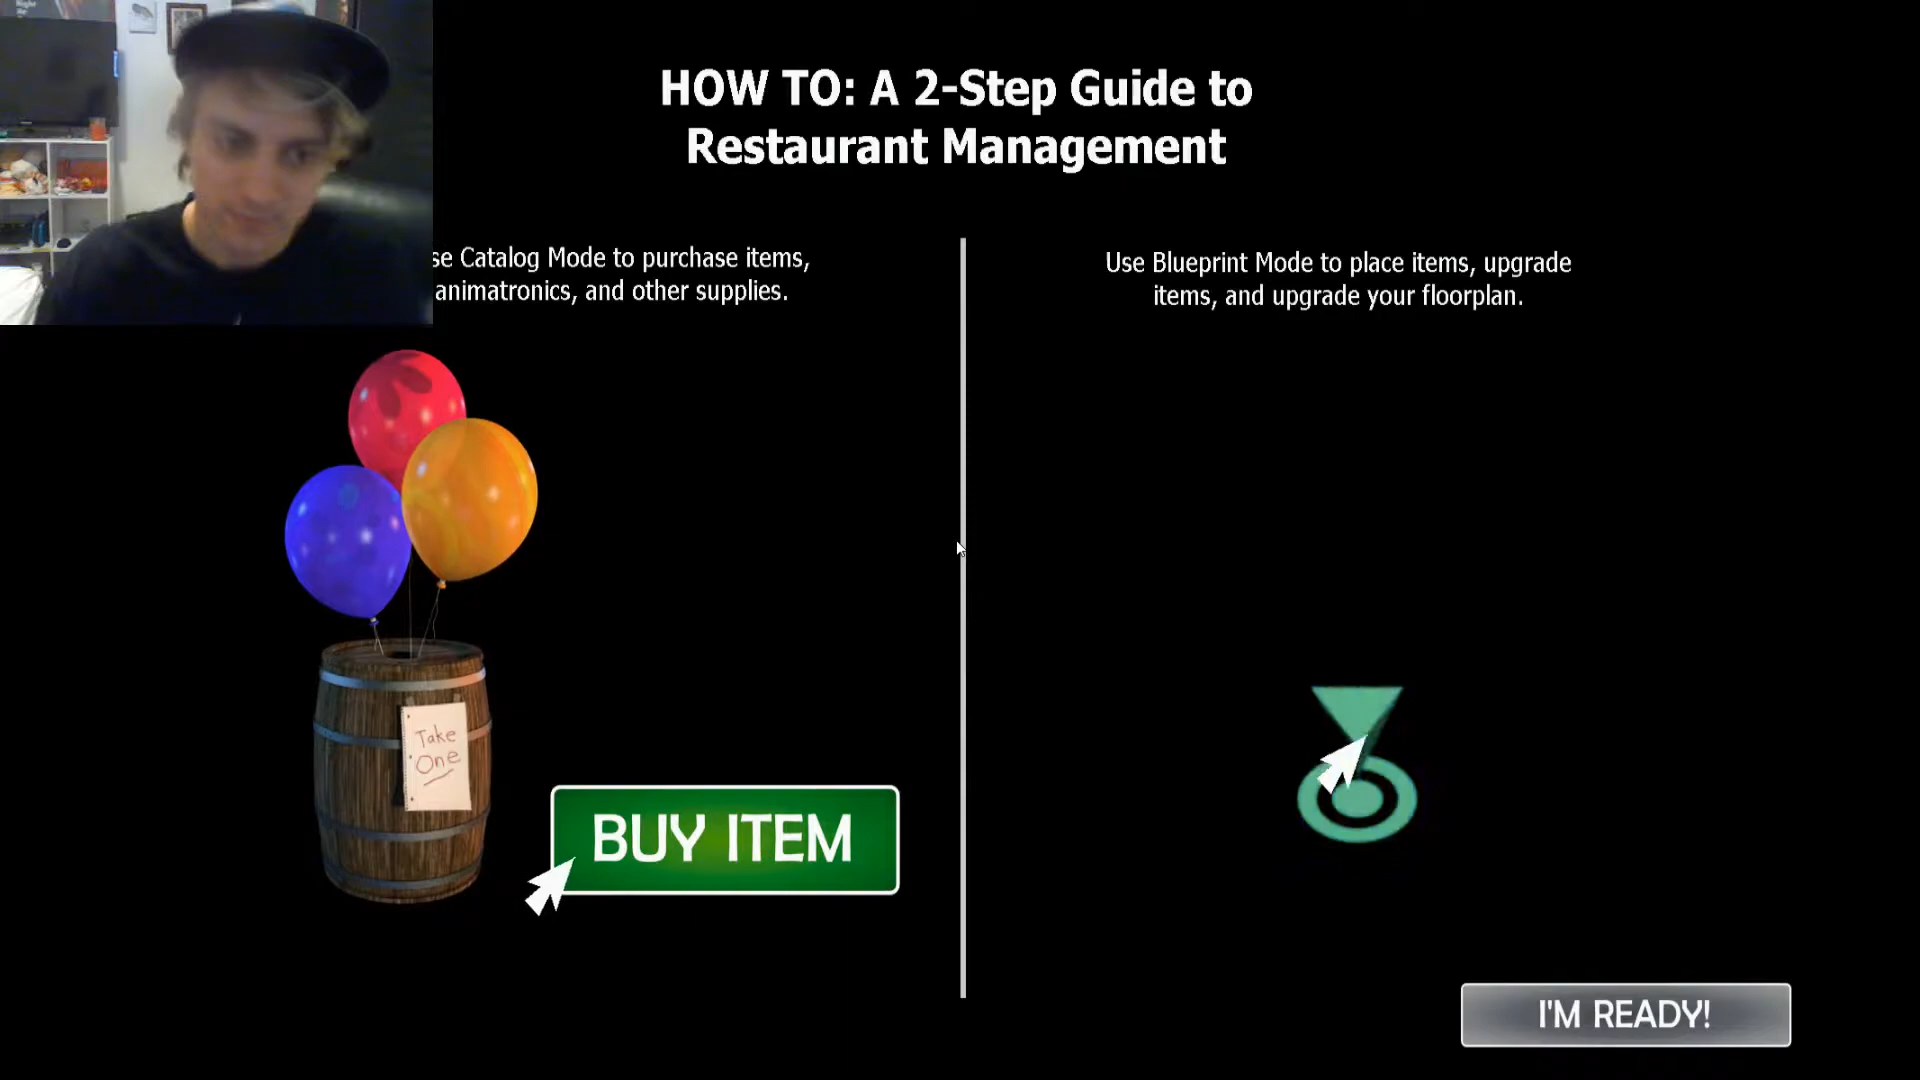 HOW TO: A 2-Step Guide to
Restaurant Management
se Catalog Mode to purchase items,
animatronics, and other supplies.
Use Blueprint Mode to place items, upgrade
items, and upgrade your floorplan.
Take
One
BUY ITEM
I'M READY!